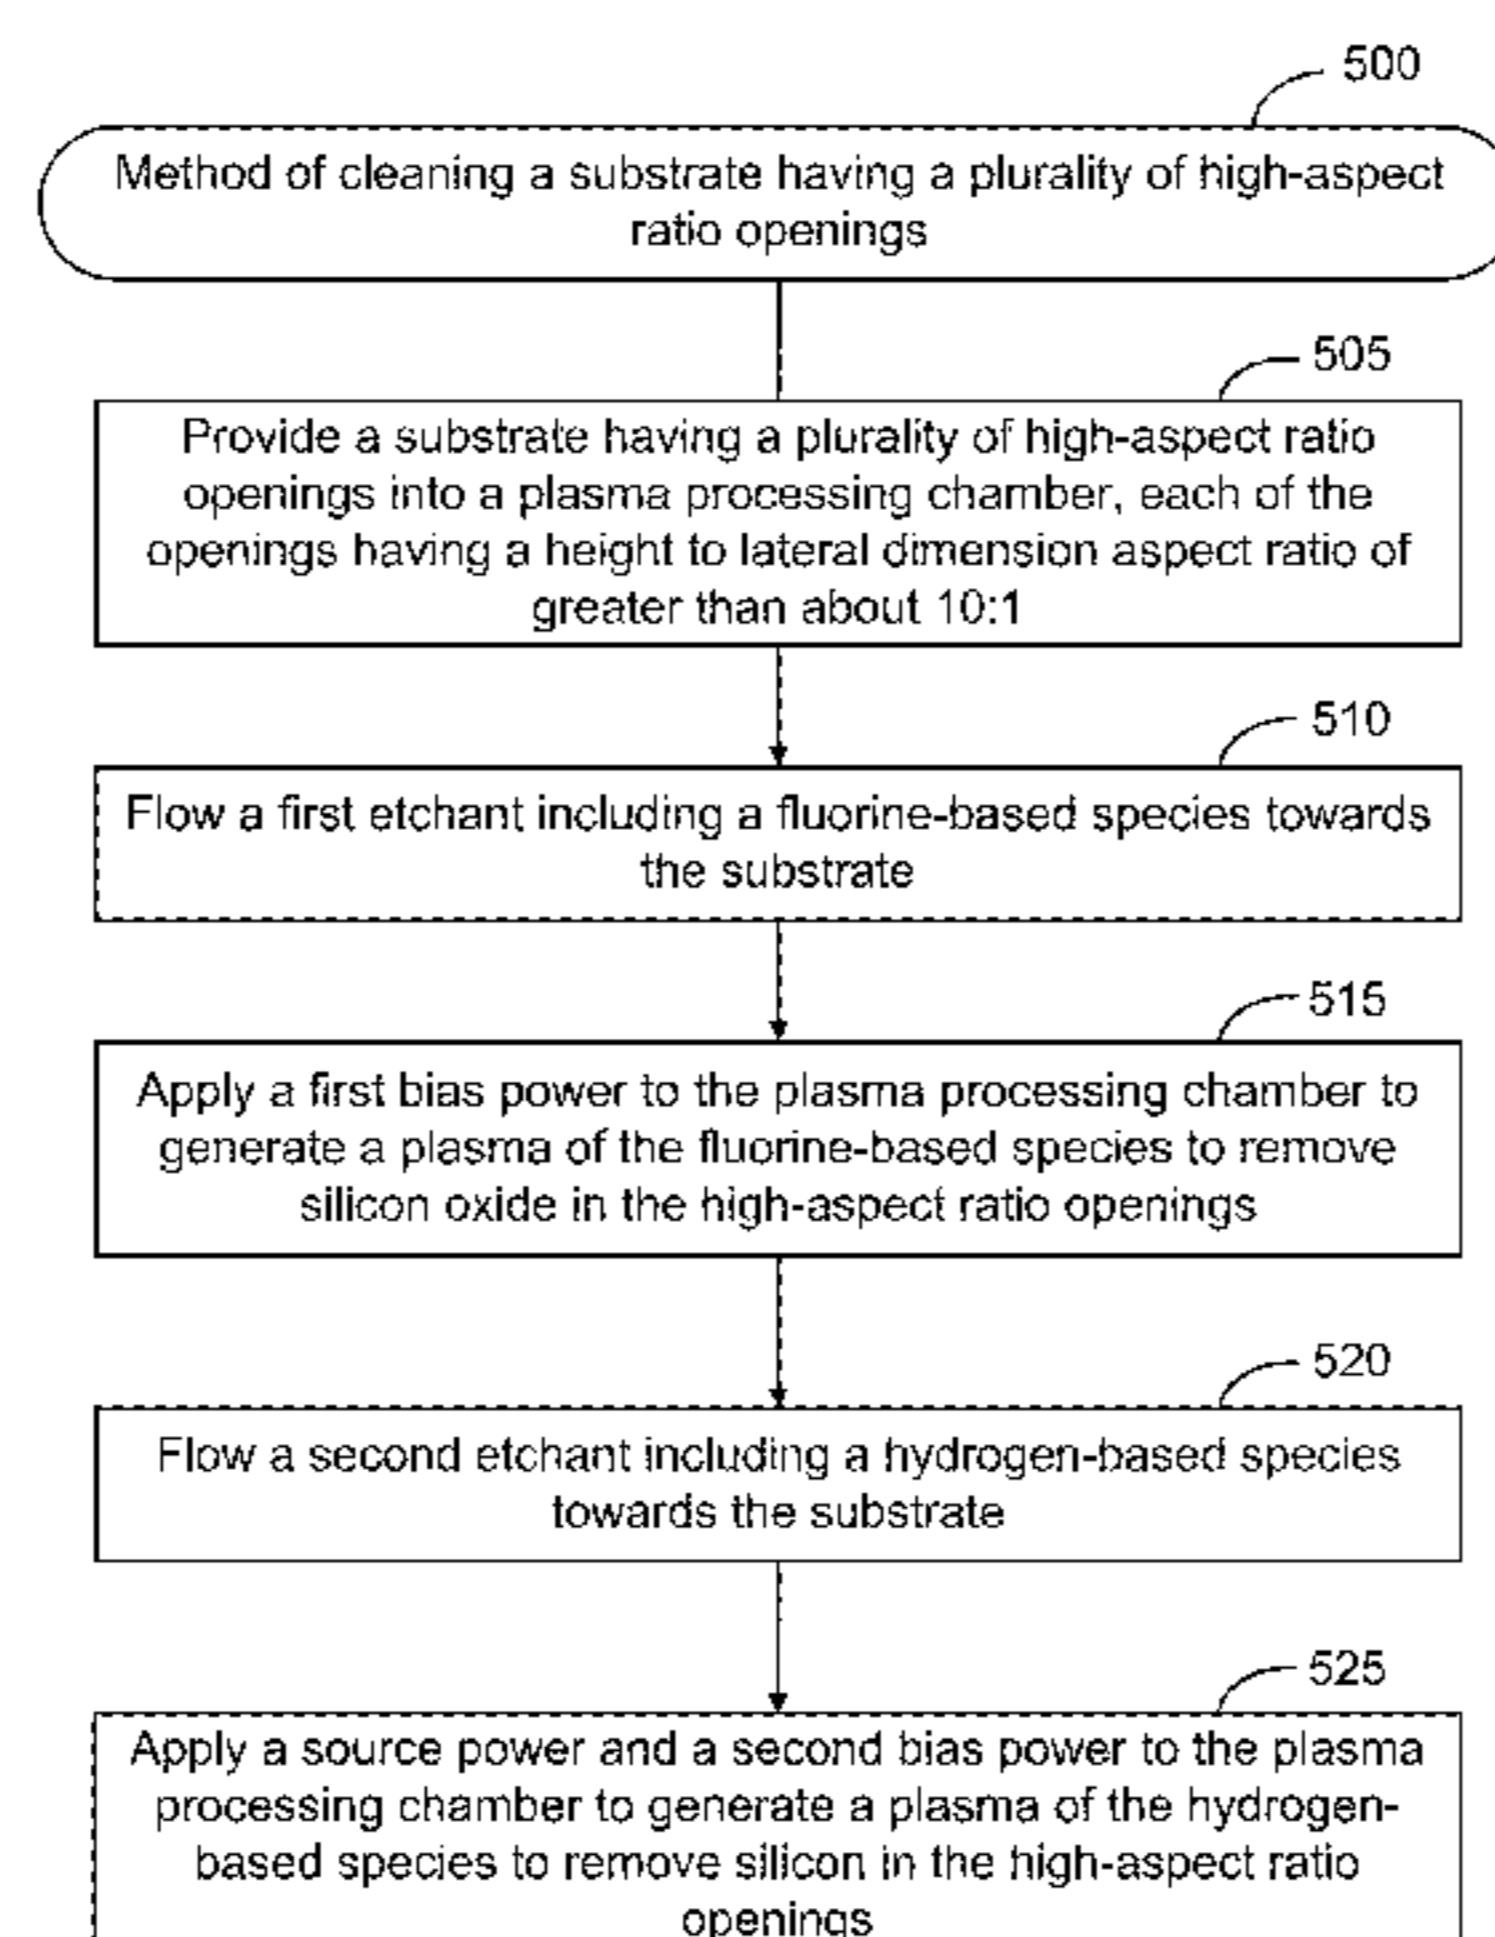 500
Method of cleaning a substrate having a plurality of high-aspect
ratio openings
505
Provide a substrate having a plurality of high-aspect ratio
openings into a plasma processing chamber, each of the
openings having a height to lateral dimension aspect ratio of
greater than about 10:1
510
Flow a first etchant including a fluorine-based species towards
the substrate
515
Apply a first bias power to the plasma processing chamber to
generate a plasma of the fluorine-based species to remove
silicon oxide in the high-aspect ratio openings
520
Flow a second etchant including a hydrogen-based species
towards the substrate
525
Apply a source power and a second bias power to the plasma
processing chamber to generate a plasma of the hydrogen-
based species to remove silicon in the high-aspect ratio
openings